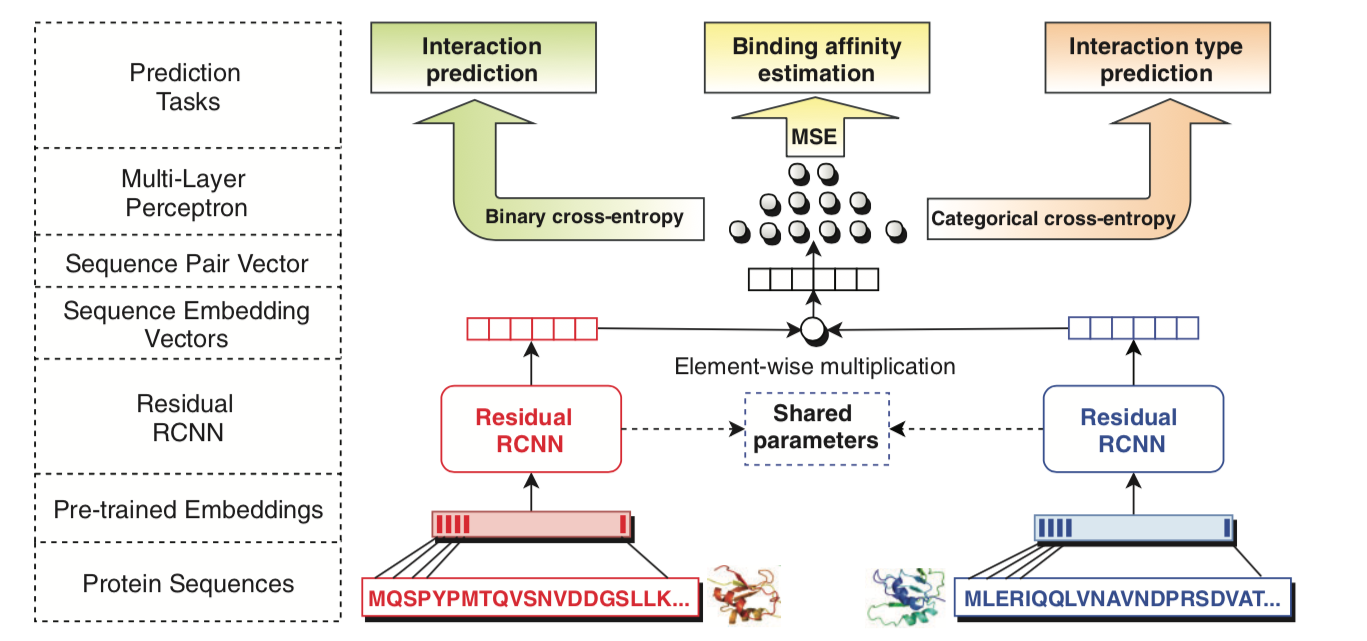 Prediction
Tasks
Multi-Layer
Perceptron
Sequence Pair Vector
Sequence Embedding
Vectors
Residual
RCNN
Pre-trained Embeddings
Protein Sequences
Interaction
prediction
Binding affinity
estimation
Interaction type
prediction
MSE
Binary cross-entropy
Categorical cross-entropy
Element-wise multiplication
Residual
RCNN
Shared
parameters
Residual
RCNN
MQSPYPMTQVSNVDDGSLLK...
MLERIQQLVNAVNDPRSDVAT...